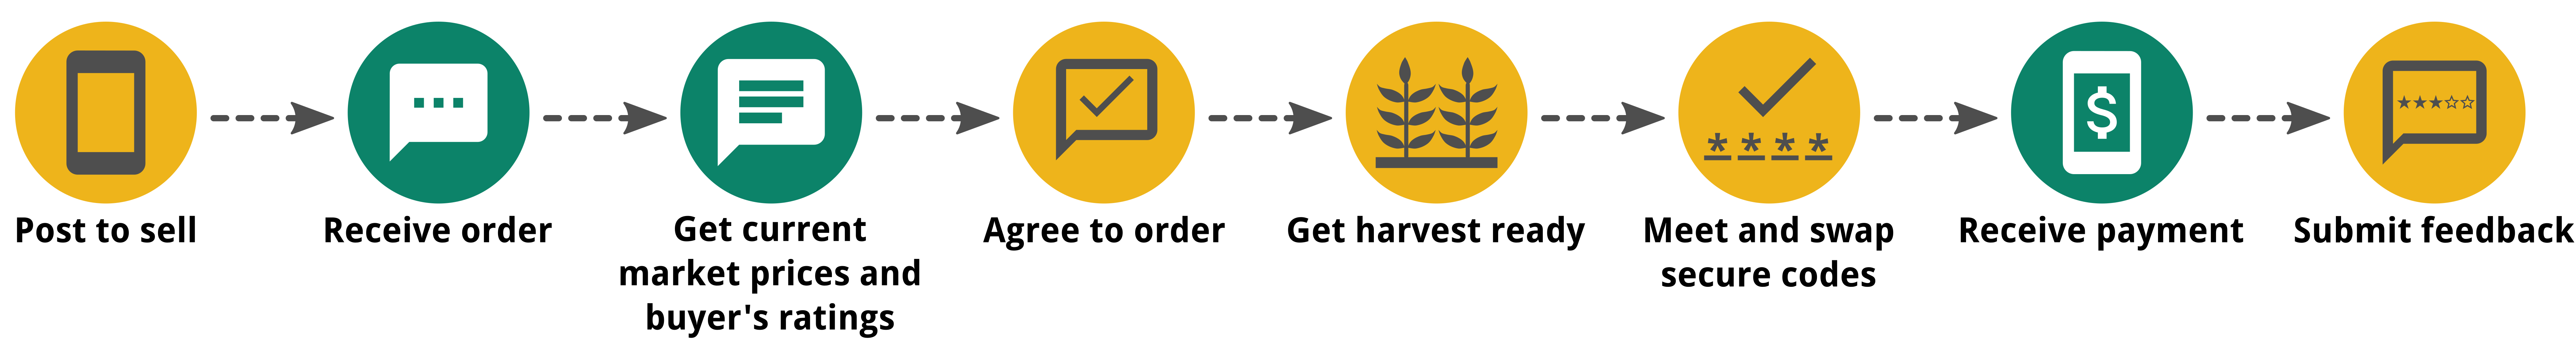 Post to sell
Receive order
Get current
market prices and
buyer's ratings
Agree to order
Get harvest ready
Meet and swap
secure codes
Receive payment
Submit feedback